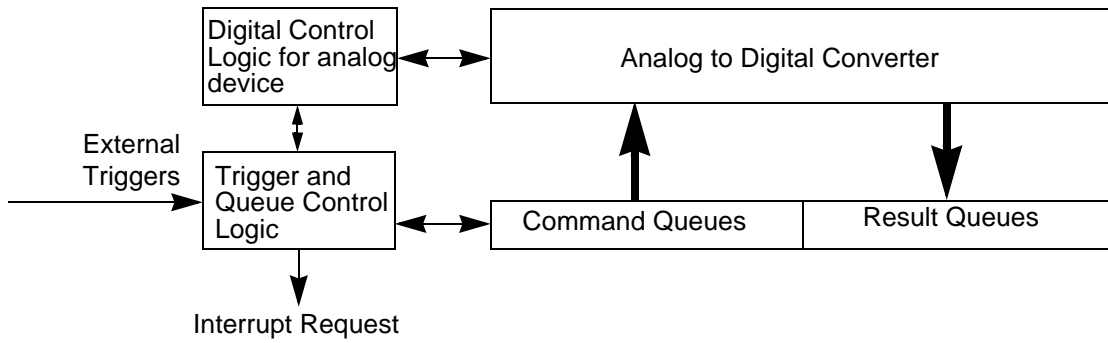 Digital Control
Logic for analog
device
Analog to Digital Converter
External
Triggers
Trigger and
Queue Control
Logic
Command Queues
Result Queues
Interrupt Request